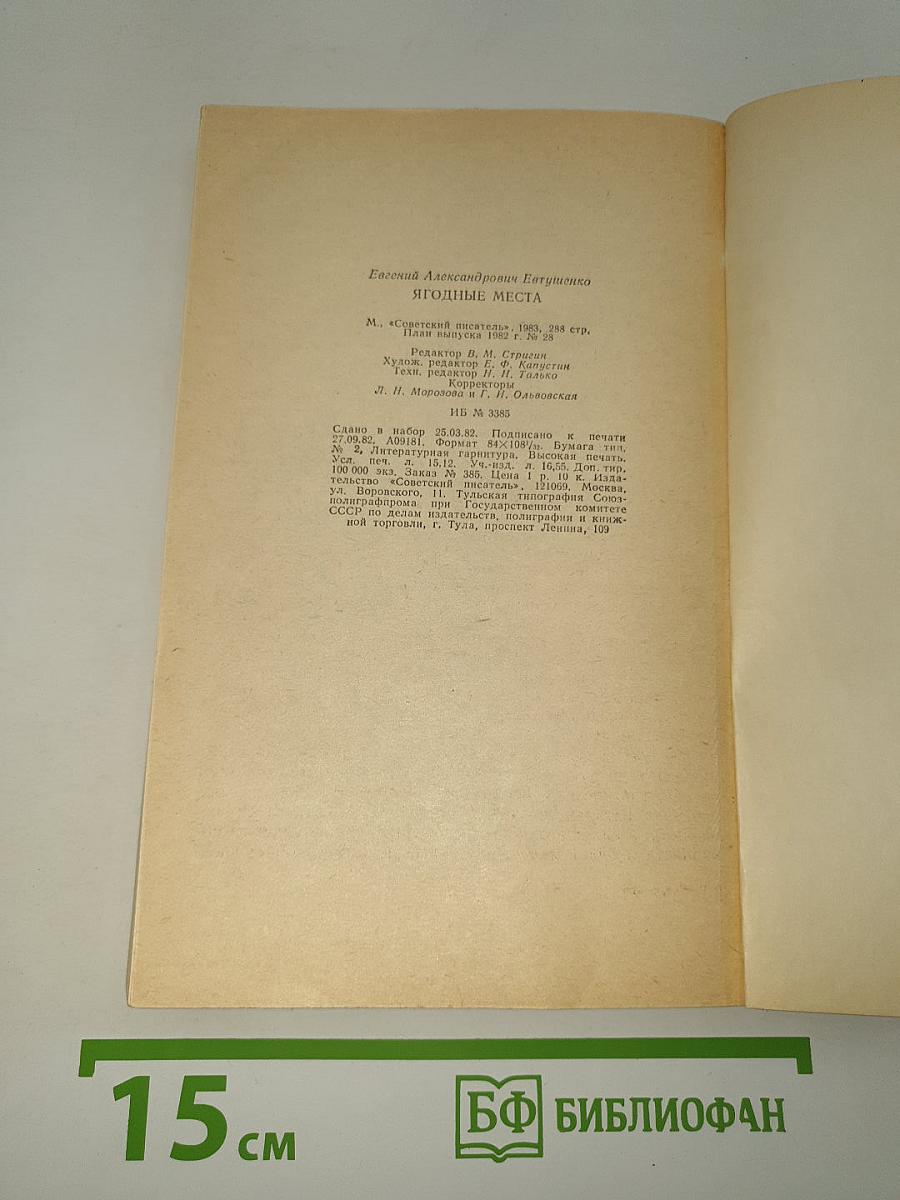 Евгений Александрович Евтушенко
ЯГОДНЫЕ МЕСТА
М., «Советский писатель», 1983, 288 стр.
План выпуска 1982 г. № 28
Редактор В. М. Стригин
Худож. редактор Е. Ф. Капустин
Техн. редактор Н. Н. Талько
Корректоры
Л. Н. Морозова и Г. И. Ольвовская
ИБ № 3385
Сдано в набор 25.03.82. Подписано к печати
27.09.82. А09181. Формат 84×108¹/₃₂. Бумага тип.
№ 2, Литературная гарнитура. Высокая печать.
Усл. печ. л. 15,12. Уч.-изд. л. 16,55. Доп. тир.
100 000 экз. Заказ № 385. Цена 1 р. 10 к. Изда-
тельство «Советский писатель», 121069, Москва,
ул. Воровского, 11. Тульская типография Союз-
полиграфпрома при Государственном комитете
СССР по делам издательств, полиграфии и книж-
ной торговли, г. Тула, проспект Ленина, 109
15 см
БФ БИБЛИОФАН